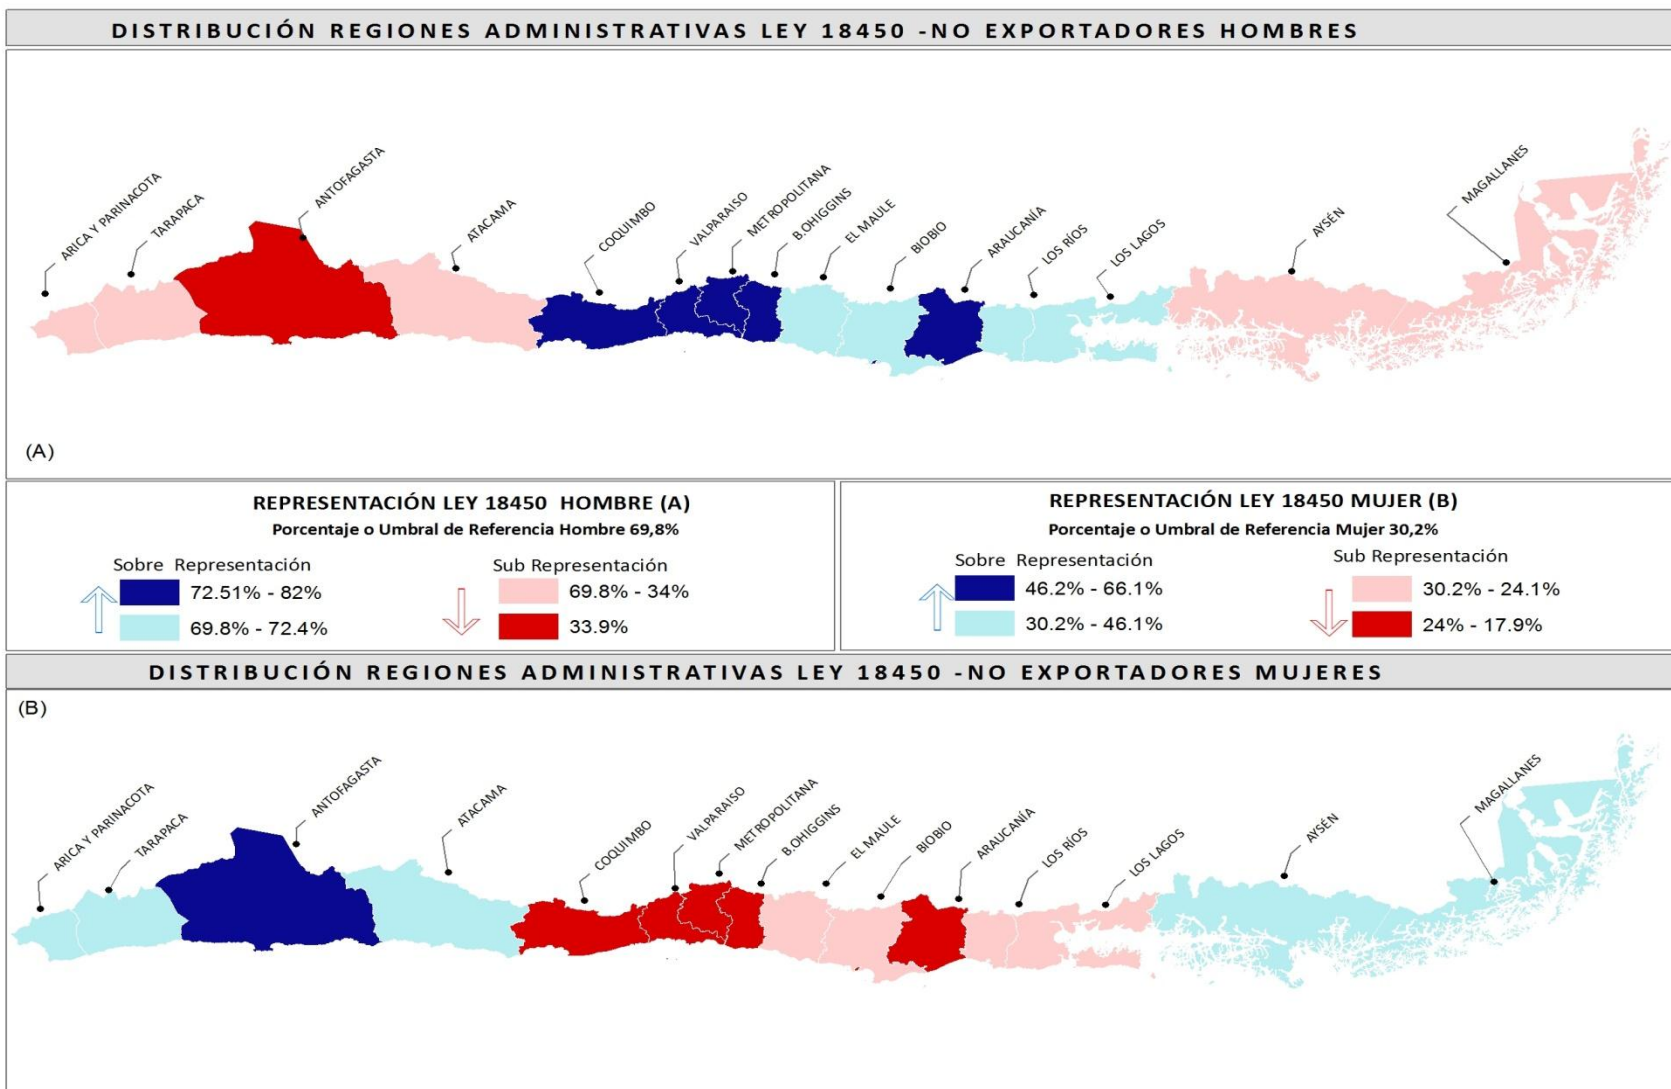 DISTRIBUCIÓN REGIONES ADMINISTRATIVAS LEY 18450 -NO EXPORTADORES HOMBRES
ARICA Y PARINACOTA
TARAPACA
ANTOFAGASTA
ATACAMA
COQUIMBO
VALPARAISO
METROPOLITANA
B.OHIGGINS
EL MAULE
BIOBIO
ARAUCANÍA
LOS RÍOS
LOS LAGOS
AYSÉN
MAGALLANES
(A)
REPRESENTACIÓN LEY 18450 HOMBRE (A)
Porcentaje o Umbral de Referencia Hombre 69,8%
Sobre Representación
72.51% - 82%
69.8% - 72.4%
Sub Representación
69.8% - 34%
33.9%
REPRESENTACIÓN LEY 18450 MUJER (B)
Porcentaje o Umbral de Referencia Mujer 30,2%
Sobre Representación
46.2% - 66.1%
30.2% - 46.1%
Sub Representación
30.2% - 24.1%
24% - 17.9%
DISTRIBUCIÓN REGIONES ADMINISTRATIVAS LEY 18450 -NO EXPORTADORES MUJERES
(B)
ARICA Y PARINACOTA
TARAPACA
ANTOFAGASTA
ATACAMA
COQUIMBO
VALPARAISO
METROPOLITANA
B.OHIGGINS
EL MAULE
BIOBIO
ARAUCANÍA
LOS RÍOS
LOS LAGOS
AYSÉN
MAGALLANES